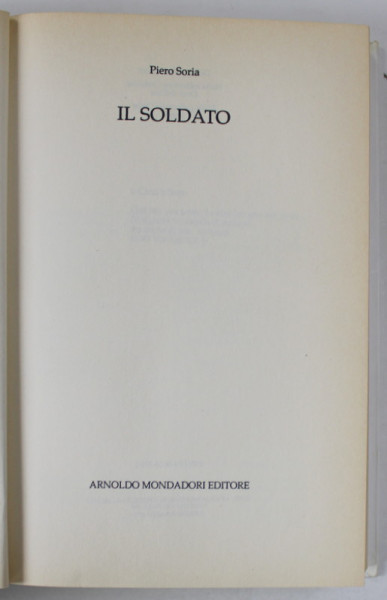 Piero Soria
IL SOLDATO
ARNOLDO MONDADORI EDITORE